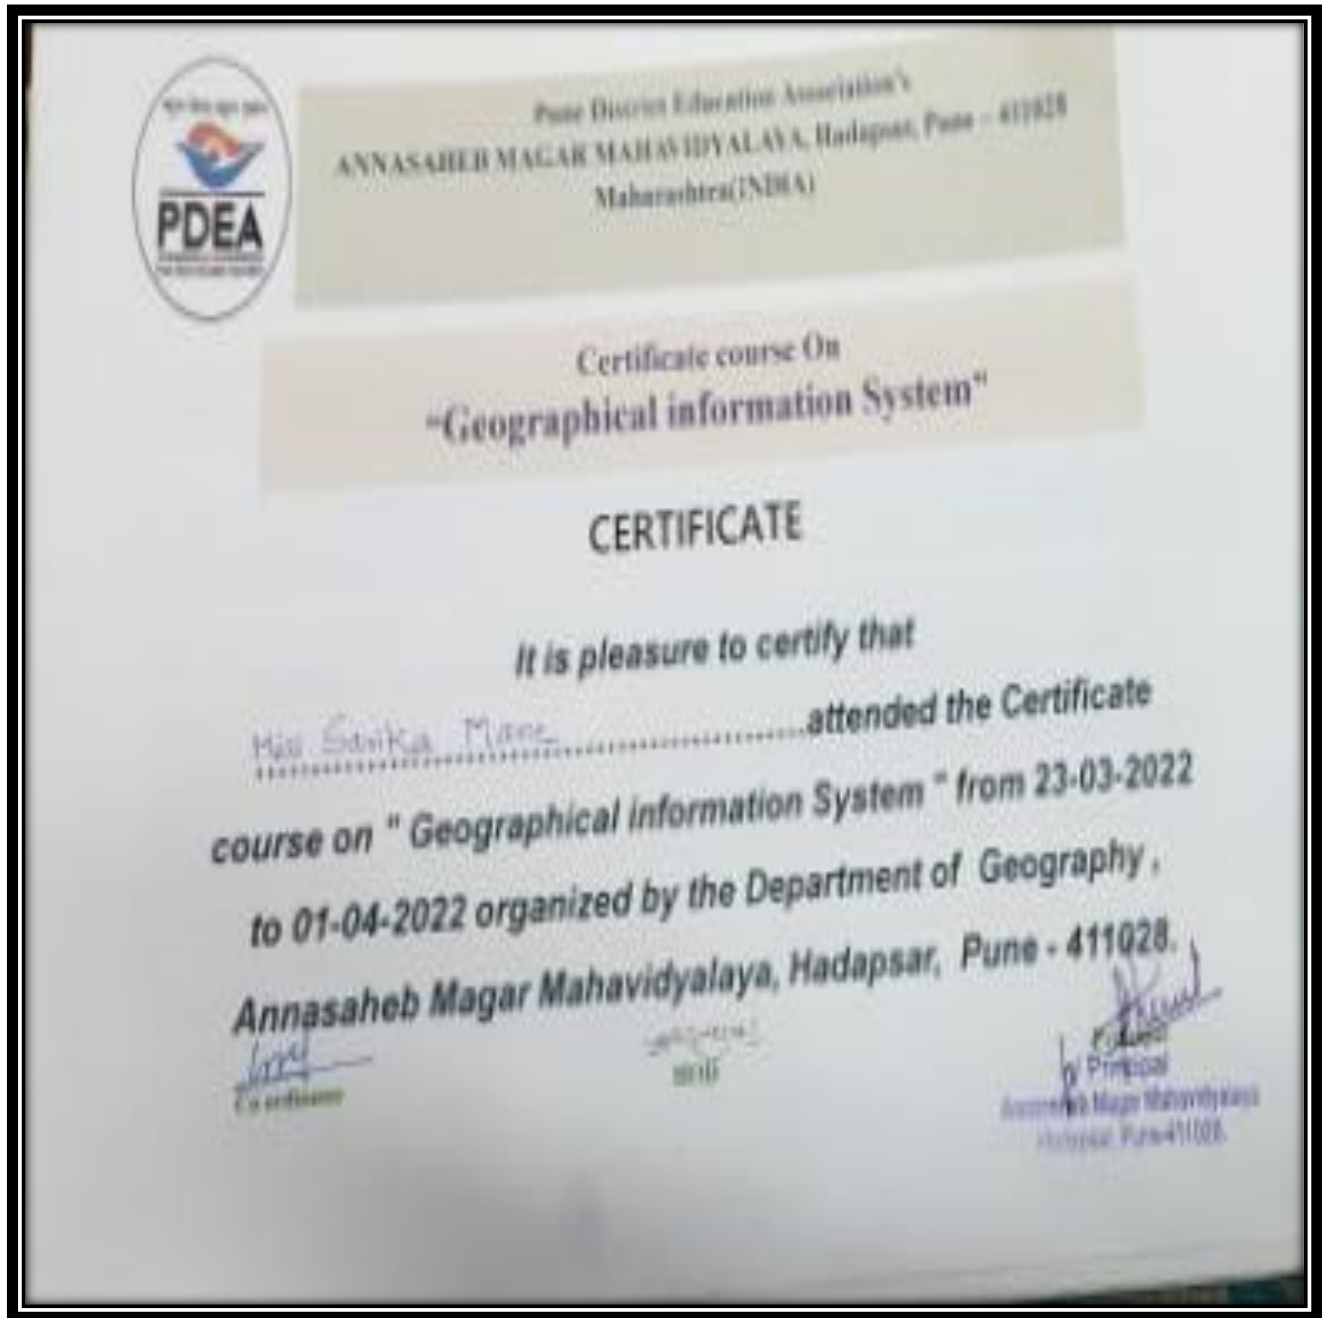 PDEA
Pune District Education Association's
ANNASAHEB MAGAR MAHAVIDYALAYA, Hadapsar, Pune - 411028
Maharashtra(INDIA)
Certificate course On
"Geographical information System"
CERTIFICATE
It is pleasure to certify that
Miss Sarika Mane attended the Certificate
course on " Geographical information System " from 23-03-2022
to 01-04-2022 organized by the Department of Geography ,
Annasaheb Magar Mahavidyalaya, Hadapsar, Pune - 411028.
HOD
Principal
Annasaheb Magar Mahavidyalaya
Hadapsar, Pune-411028.